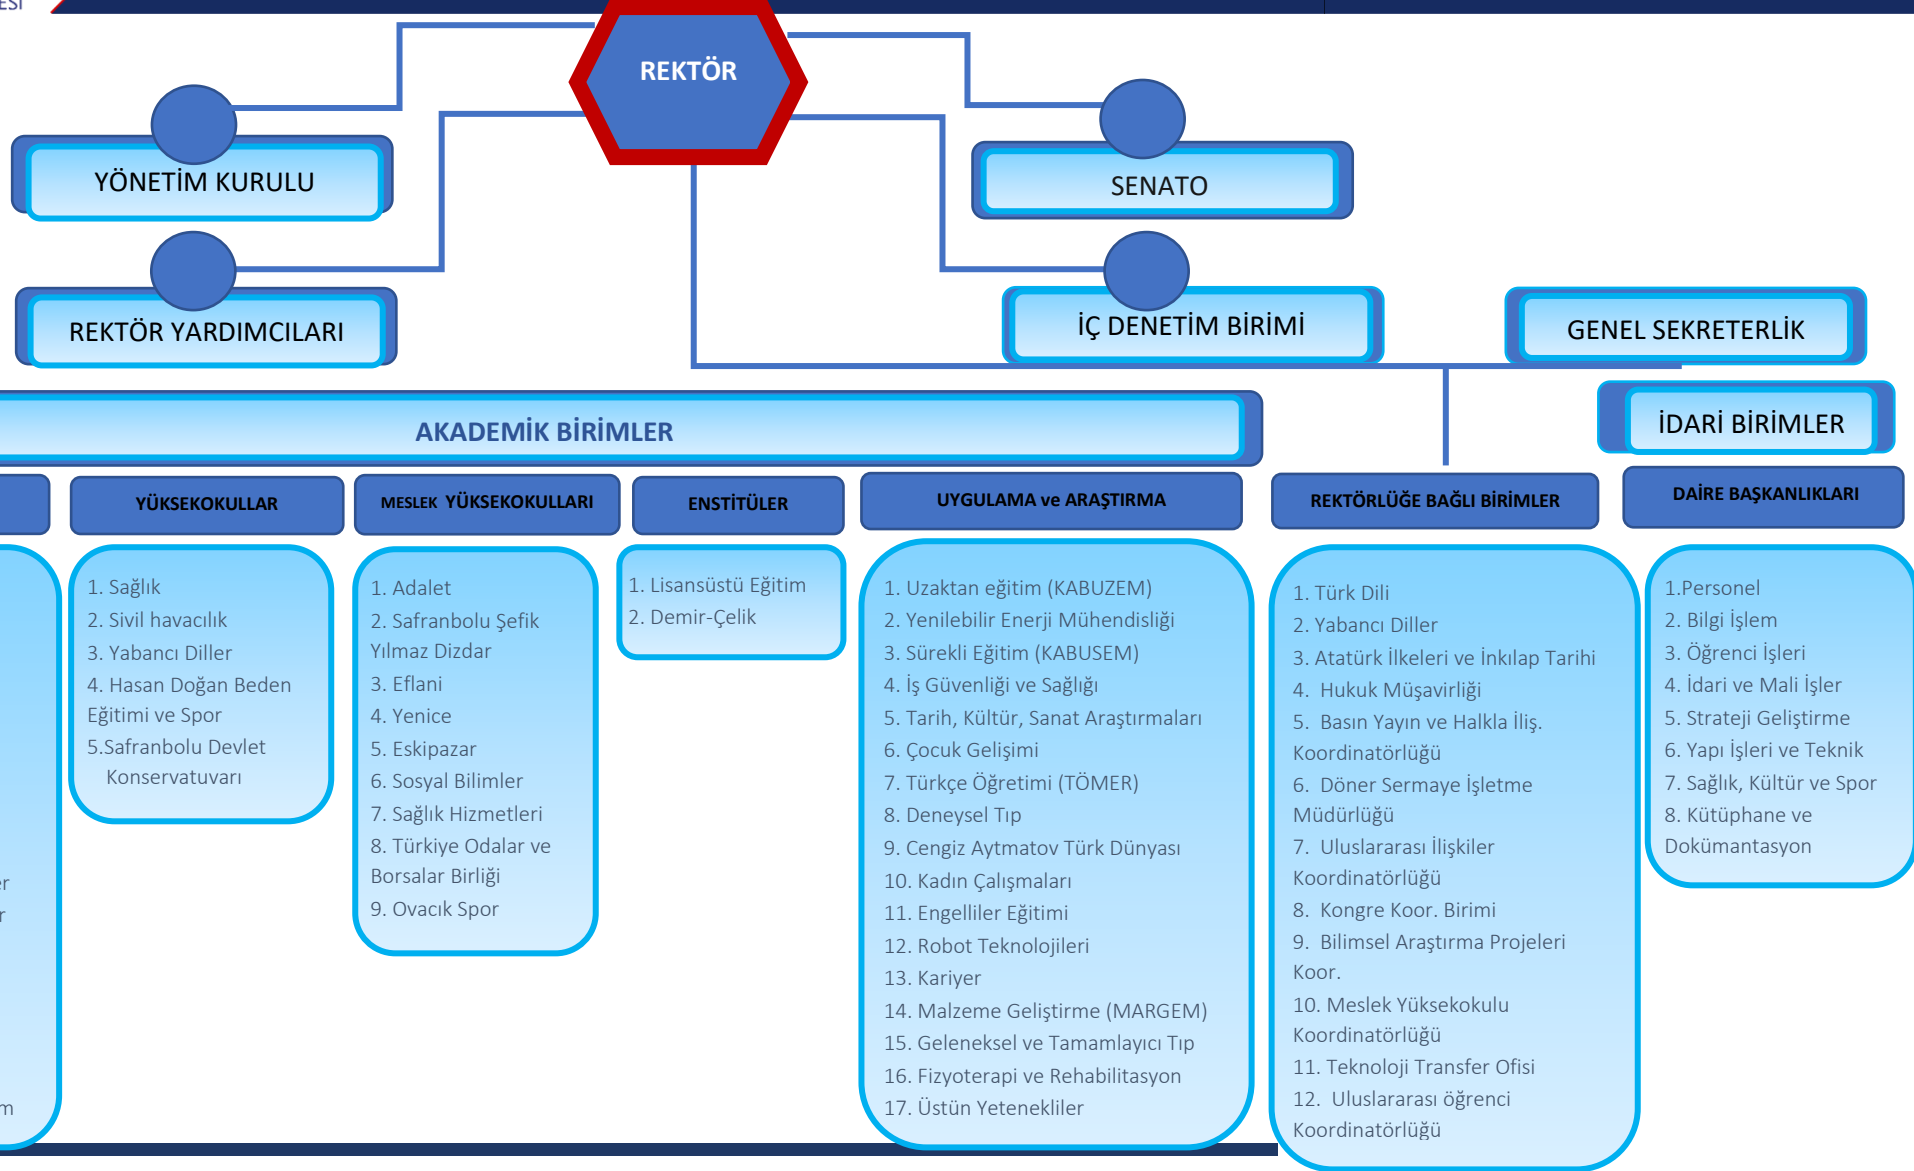 ESİ
REKTÖR
YÖNETİM KURULU
SENATO
REKTÖR YARDIMCILARI
İÇ DENETİM BİRİMİ
GENEL SEKRETERLİK
AKADEMİK BİRİMLER
İDARİ BİRİMLER
YÜKSEKOKULLAR
1. Sağlık
2. Sivil havacılık
3. Yabancı Diller
4. Hasan Doğan Beden
Eğitimi ve Spor
5.Safranbolu Devlet
Konservatuvarı
MESLEK YÜKSEKOKULLARI
1. Adalet
2. Safranbolu Şefik
Yılmaz Dizdar
3. Eflani
4. Yenice
5. Eskipazar
6. Sosyal Bilimler
7. Sağlık Hizmetleri
8. Türkiye Odalar ve
Borsalar Birliği
9. Ovacık Spor
ENSTİTÜLER
1. Lisansüstü Eğitim
2. Demir-Çelik
UYGULAMA ve ARAŞTIRMA
1. Uzaktan eğitim (KABUZEM)
2. Yenilebilir Enerji Mühendisliği
3. Sürekli Eğitim (KABUSEM)
4. İş Güvenliği ve Sağlığı
5. Tarih, Kültür, Sanat Araştırmaları
6. Çocuk Gelişimi
7. Türkçe Öğretimi (TÖMER)
8. Deneysel Tıp
9. Cengiz Aytmatov Türk Dünyası
10. Kadın Çalışmaları
11. Engelliler Eğitimi
12. Robot Teknolojileri
13. Kariyer
14. Malzeme Geliştirme (MARGEM)
15. Geleneksel ve Tamamlayıcı Tıp
16. Fizyoterapi ve Rehabilitasyon
17. Üstün Yetenekliler
REKTÖRLÜĞE BAĞLI BİRİMLER
1. Türk Dili
2. Yabancı Diller
3. Atatürk İlkeleri ve İnkılap Tarihi
4. Hukuk Müşavirliği
5. Basın Yayın ve Halkla İliş.
Koordinatörlüğü
6. Döner Sermaye İşletme
Müdürlüğü
7. Uluslararası İlişkiler
Koordinatörlüğü
8. Kongre Koor. Birimi
9. Bilimsel Araştırma Projeleri
Koor.
10. Meslek Yüksekokulu
Koordinatörlüğü
11. Teknoloji Transfer Ofisi
12. Uluslararası öğrenci
Koordinatörlüğü
DAİRE BAŞKANLIKLARI
1.Personel
2. Bilgi İşlem
3. Öğrenci İşleri
4. İdari ve Mali İşler
5. Strateji Geliştirme
6. Yapı İşleri ve Teknik
7. Sağlık, Kültür ve Spor
8. Kütüphane ve
Dokümantasyon